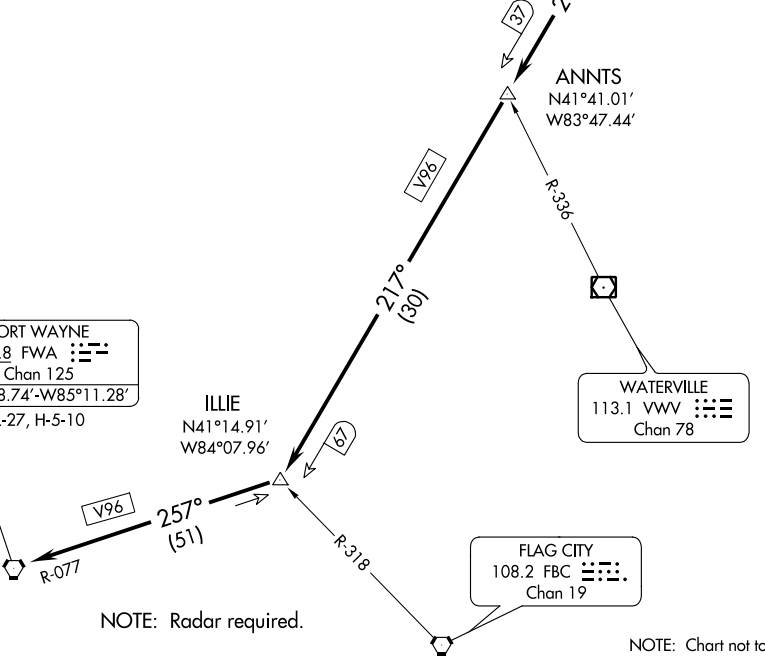 37
2
ANNTS
N41°41.01'
W83°47.44'
V96
R-336
217°
(30)
ORT WAYNE
.8 FWA
Chan 125
8.74'-W85°11.28'
-27, H-5-10
WATERVILLE
113.1 VWV
Chan 78
ILLIE
N41°14.91'
W84°07.96'
67
V96
257°
(51)
R-077
R-318
FLAG CITY
108.2 FBC
Chan 19
NOTE: Radar required.
NOTE: Chart not to